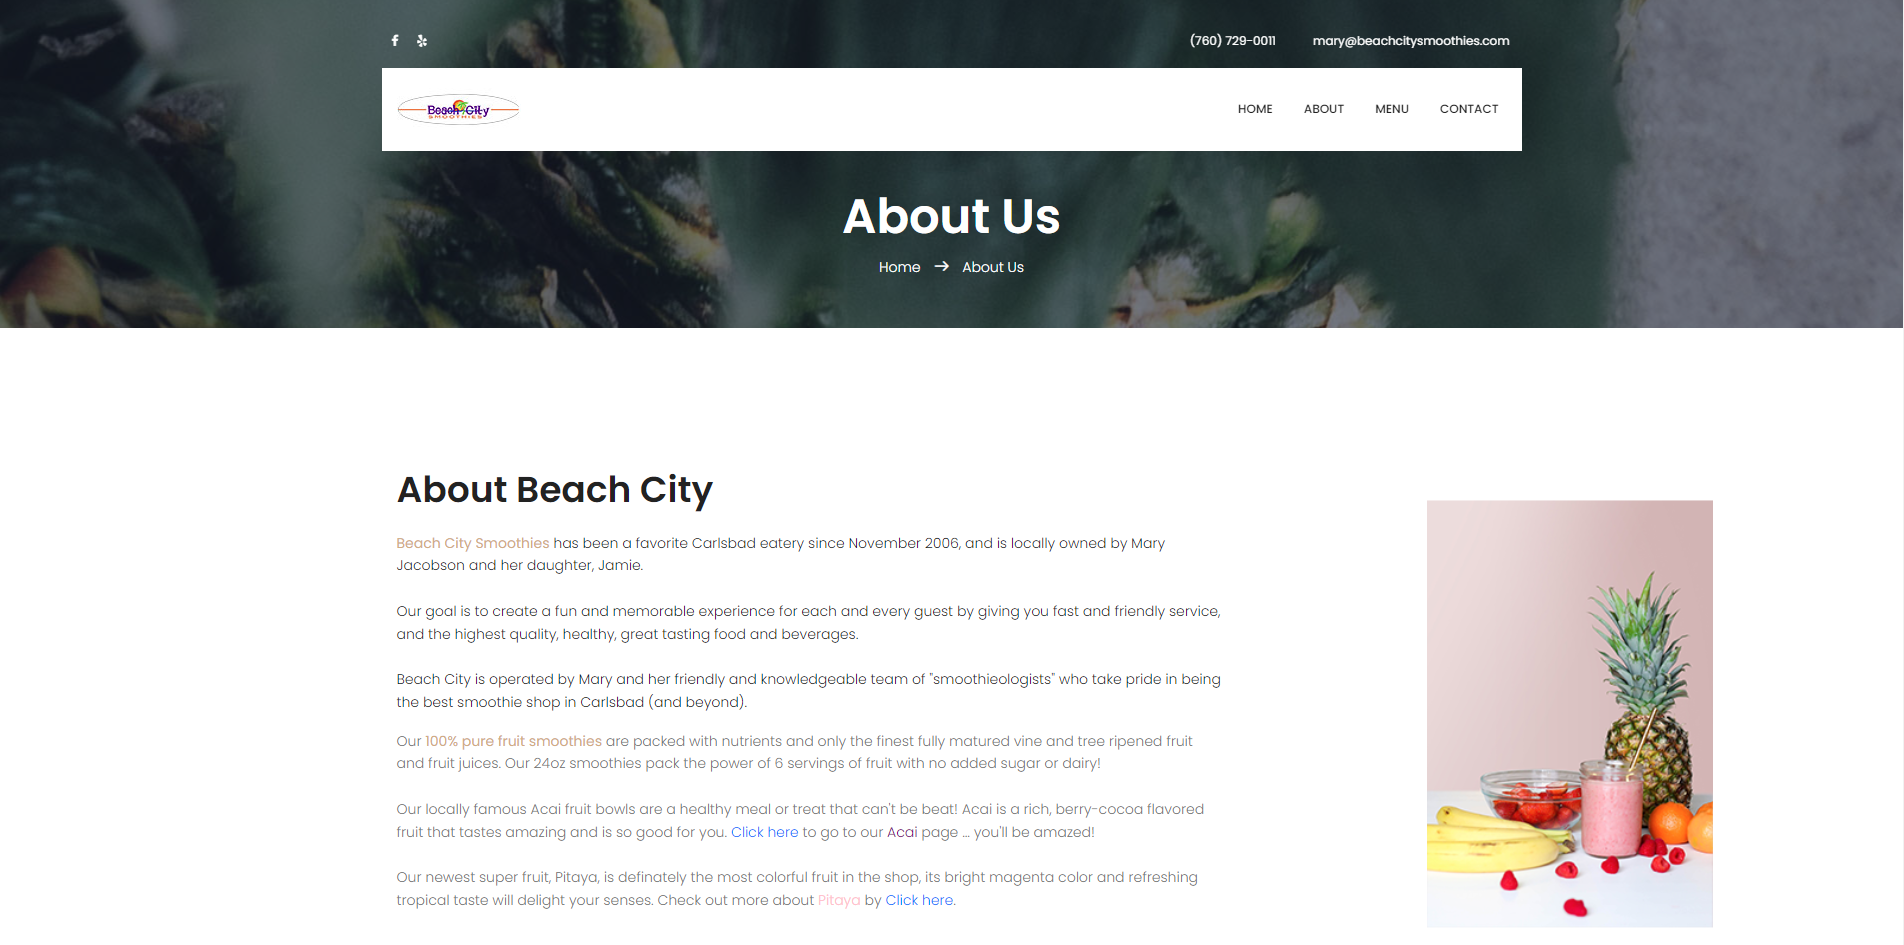 (760) 729-0011 mary@beachcitysmoothies.com
Beach City
SMOOTHIES
HOME ABOUT MENU CONTACT
About Us
Home → About Us
About Beach City
Beach City Smoothies has been a favorite Carlsbad eatery since November 2006, and is locally owned by Mary
Jacobson and her daughter, Jamie.
Our goal is to create a fun and memorable experience for each and every guest by giving you fast and friendly service,
and the highest quality, healthy, great tasting food and beverages.
Beach City is operated by Mary and her friendly and knowledgeable team of "smoothieologists" who take pride in being
the best smoothie shop in Carlsbad (and beyond).
Our 100% pure fruit smoothies are packed with nutrients and only the finest fully matured vine and tree ripened fruit
and fruit juices. Our 24oz smoothies pack the power of 6 servings of fruit with no added sugar or dairy!
Our locally famous Acai fruit bowls are a healthy meal or treat that can't be beat! Acai is a rich, berry-cocoa flavored
fruit that tastes amazing and is so good for you. Click here to go to our Acai page ... you'll be amazed!
Our newest super fruit, Pitaya, is definately the most colorful fruit in the shop, its bright magenta color and refreshing
tropical taste will delight your senses. Check out more about Pitaya by Click here.